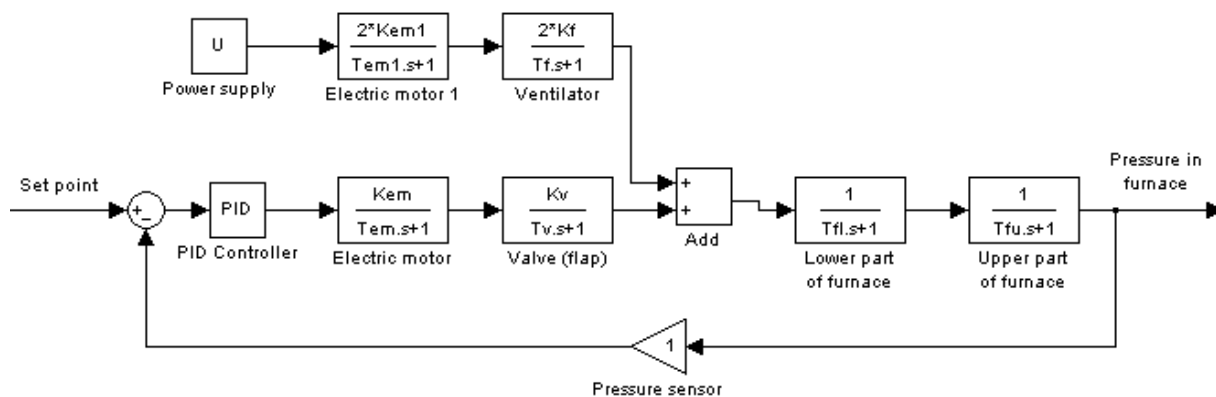 U
Power supply
2*Kem1
Tem1.s+1
Electric motor 1
2*Kf
Tf.s+1
Ventilator
Set point
+
−
PID
PID Controller
Kem
Tem.s+1
Electric motor
Kv
Tv.s+1
Valve (flap)
+
+
Add
1
Tfl.s+1
Lower part
of furnace
1
Tfu.s+1
Upper part
of furnace
Pressure in
furnace
1
Pressure sensor